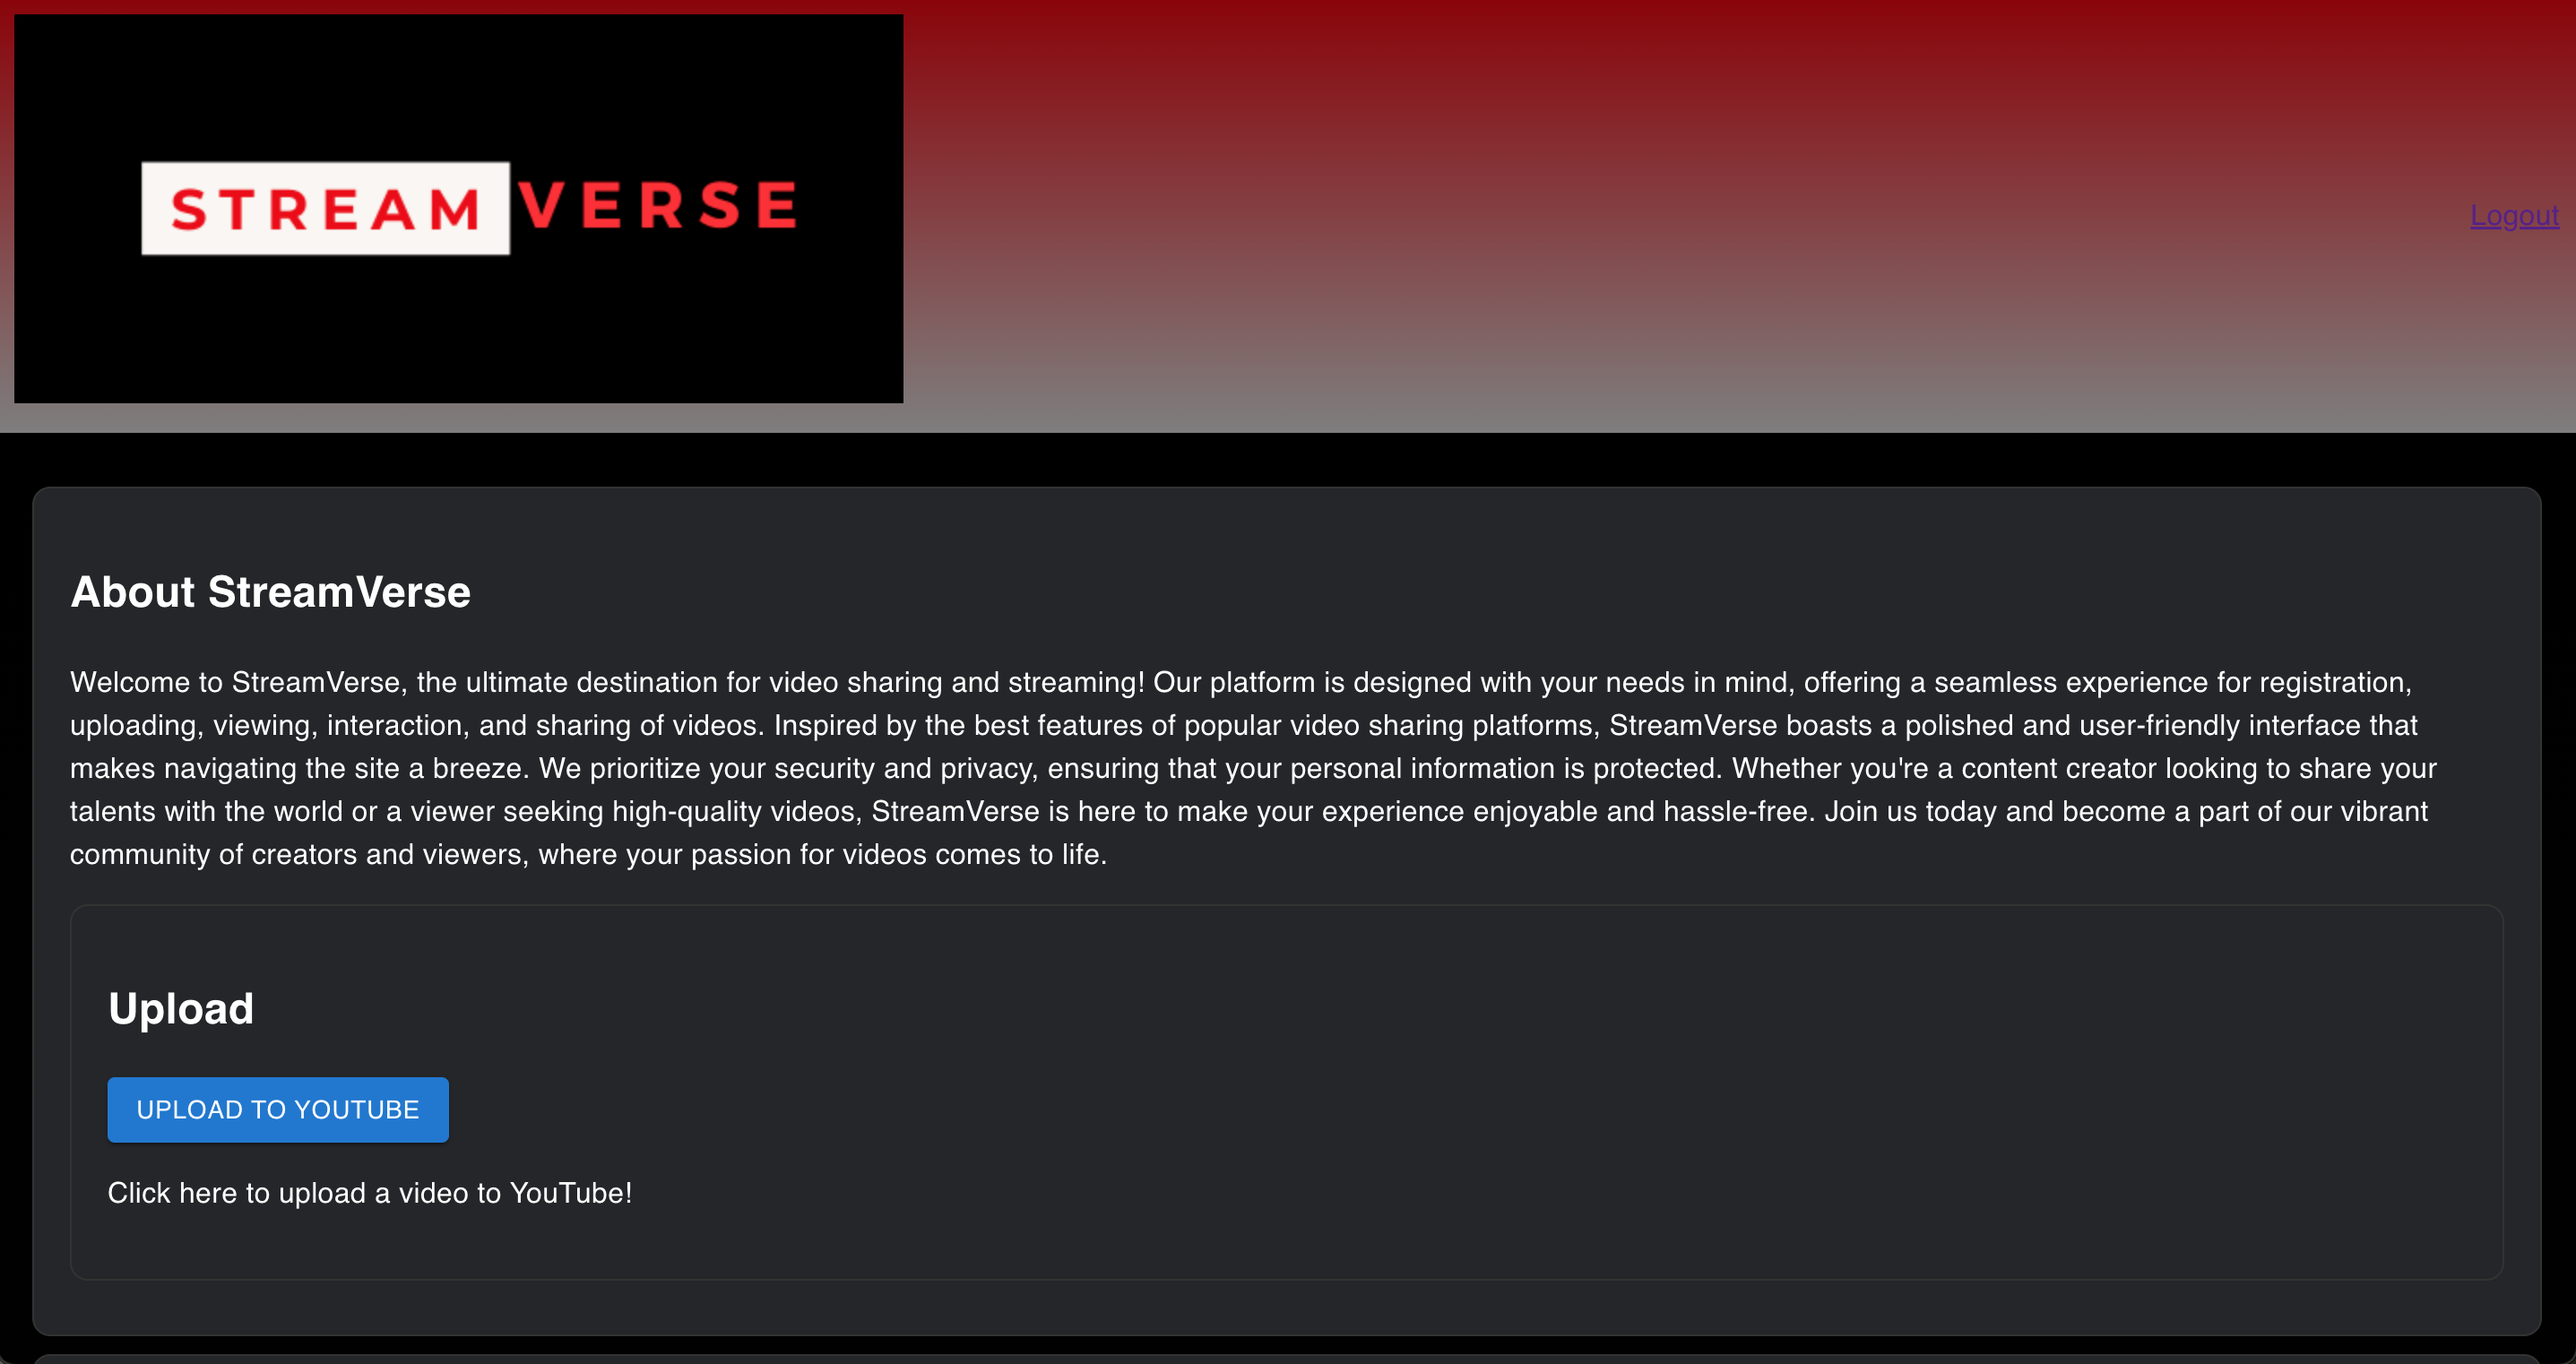 STREAM VERSE
Logout
About StreamVerse
Welcome to StreamVerse, the ultimate destination for video sharing and streaming! Our platform is designed with your needs in mind, offering a seamless experience for registration,
uploading, viewing, interaction, and sharing of videos. Inspired by the best features of popular video sharing platforms, StreamVerse boasts a polished and user-friendly interface that
makes navigating the site a breeze. We prioritize your security and privacy, ensuring that your personal information is protected. Whether you're a content creator looking to share your
talents with the world or a viewer seeking high-quality videos, StreamVerse is here to make your experience enjoyable and hassle-free. Join us today and become a part of our vibrant
community of creators and viewers, where your passion for videos comes to life.
Upload
UPLOAD TO YOUTUBE
Click here to upload a video to YouTube!